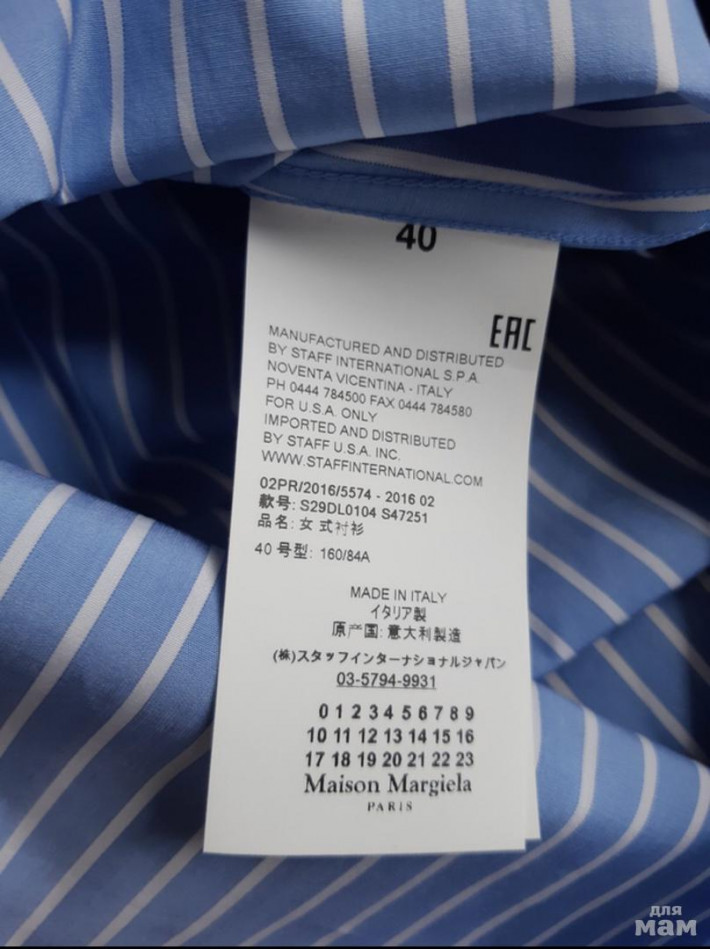 40
EAC
MANUFACTURED AND DISTRIBUTED
BY STAFF INTERNATIONAL S.P.A.
NOVENTA VICENTINA - ITALY
PH 0444 784500 FAX 0444 784580
FOR U.S.A. ONLY
IMPORTED AND DISTRIBUTED
BY STAFF U.S.A. INC.
WWW.STAFFINTERNATIONAL.COM
02PR/2016/5574 - 2016 02
款号: S29DL0104 S47251
品名: 女 式衬衫
40 号型: 160/84A
MADE IN ITALY
イタリア製
原产国: 意大利製造
(株)スタッフインターナショナルジャパン
03-5794-9931
0 1 2 3 4 5 6 7 8 9
10 11 12 13 14 15 16
17 18 19 20 21 22 23
Maison Margiela
PARIS
для
мам